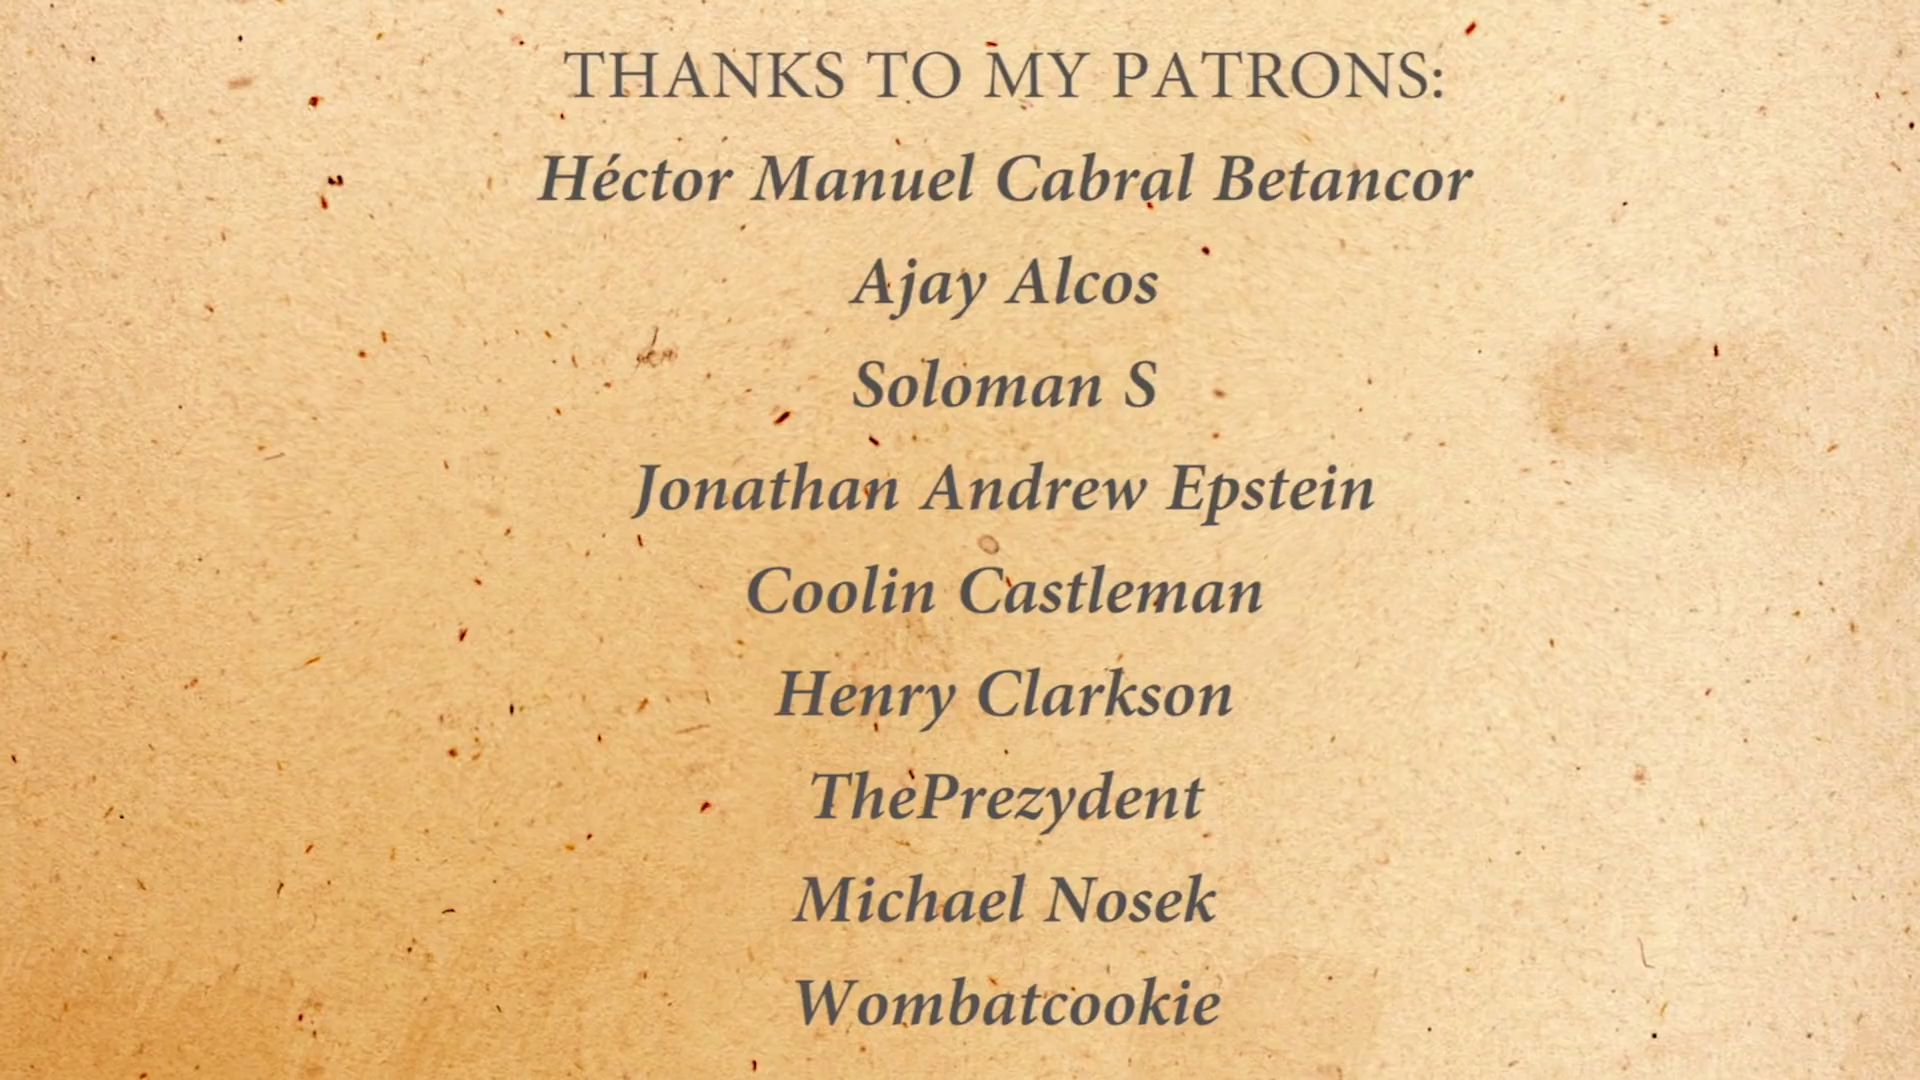 THANKS TO MY PATRONS:
Héctor Manuel Cabral Betancor
Ajay Alcos
Soloman S
Jonathan Andrew Epstein
Coolin Castleman
Henry Clarkson
ThePrezydent
Michael Nosek
Wombatcookie